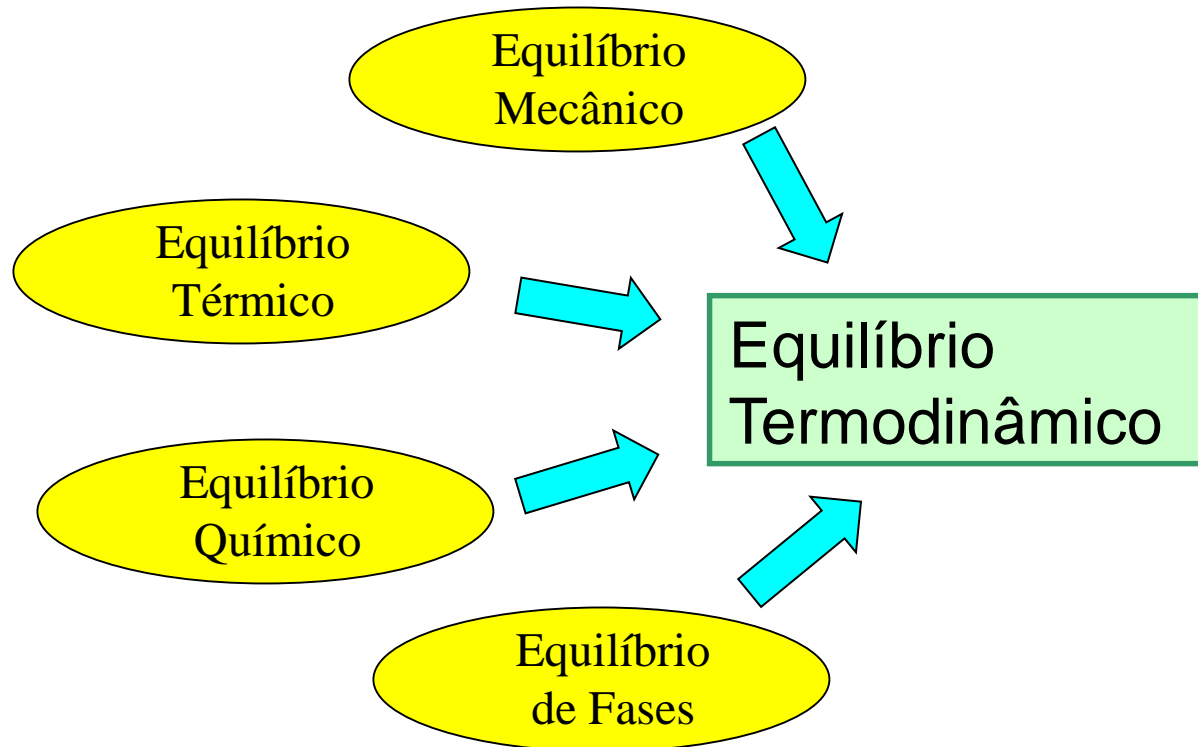 Equilíbrio
Mecânico
Equilíbrio
Térmico
Equilíbrio
Termodinâmico
Equilíbrio
Químico
Equilíbrio
de Fases